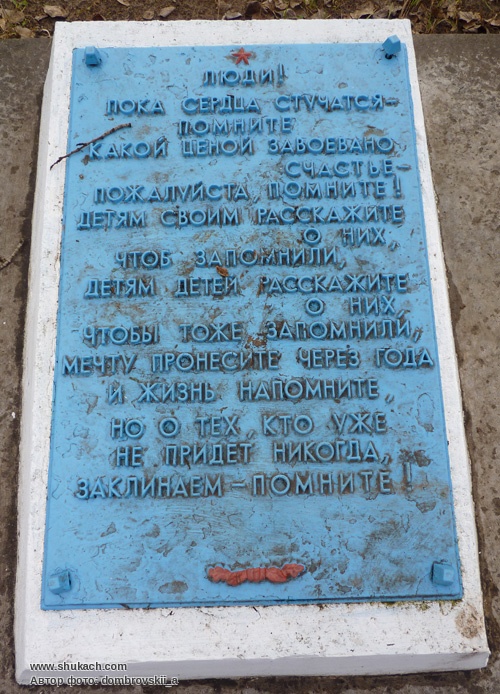 ЛЮДИ!
ПОКА СЕРДЦА СТУЧАТСЯ–
ПОМНИТЕ
КАКОЙ ЦЕНОЙ ЗАВОЕВАНО
СЧАСТЬЕ–
ПОЖАЛУЙСТА, ПОМНИТЕ!
ДЕТЯМ СВОИМ РАССКАЖИТЕ
О НИХ,
ЧТОБ ЗАПОМНИЛИ,
ДЕТЯМ ДЕТЕЙ РАССКАЖИТЕ
О НИХ,
ЧТОБЫ ТОЖЕ ЗАПОМНИЛИ,
МЕЧТУ ПРОНЕСИТЕ ЧЕРЕЗ ГОДА
И ЖИЗНЬ НАПОМНИТЕ,
НО О ТЕХ, КТО УЖЕ
НЕ ПРИДЕТ НИКОГДА,
ЗАКЛИНАЕМ – ПОМНИТЕ!
www.shukach.com
Автор фото: dombrovskii_a